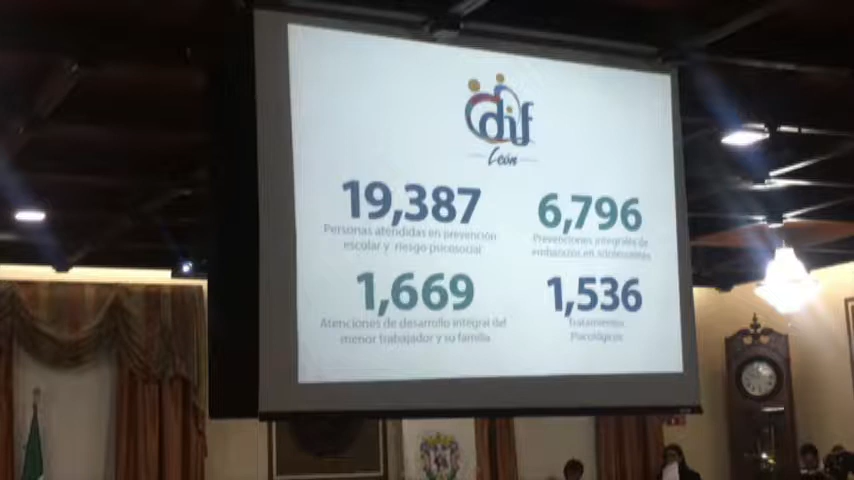 dif
León
19,387
Personas atendidas en prevención
escolar y riesgo psicosocial
6,796
Prevenciones integrales de
embarazos en adolescentes
1,669
Atenciones de desarrollo integral del
menor trabajador y su familia
1,536
Tratamientos
Psicológicos